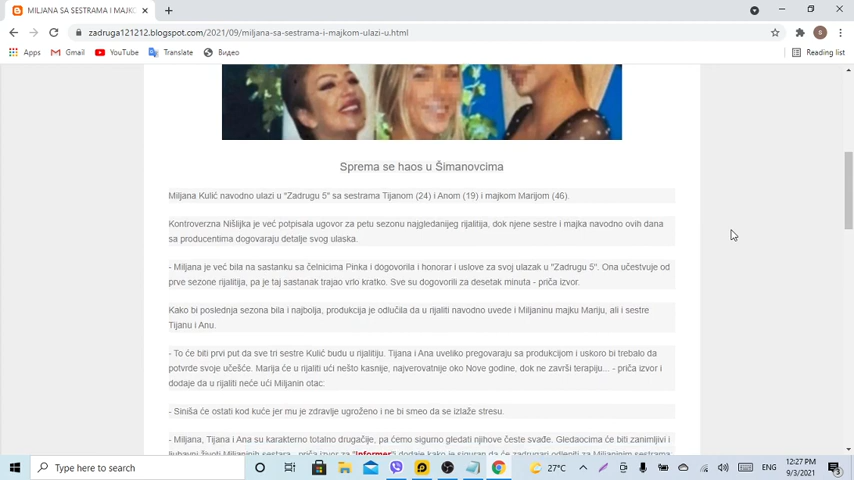 MILJANA SA SESTRAMA I MAJKO
zadruga121212.blogspot.com/2021/09/miljana-sa-sestrama-i-majkom-ulazi-u.html
Apps Gmail YouTube Translate Видео Reading list
Sprema se haos u Šimanovcima
Miljana Kulić navodno ulazi u "Zadrugu 5" sa sestrama Tijanom (24) i Anom (19) i majkom Marijom (46).
Kontroverzna Nišlijka je već potpisala ugovor za petu sezonu najgledanijeg rijalitija, dok njene sestre i majka navodno ovih dana
sa producentima dogovaraju detalje svog ulaska.
- Miljana je već bila na sastanku sa čelnicima Pinka i dogovorila i honorar i uslove za svoj ulazak u "Zadrugu 5". Ona učestvuje od
prve sezone rijalitija, pa je taj sastanak trajao vrlo kratko. Sve su dogovorili za desetak minuta - priča izvor.
Kako bi poslednja sezona bila i najbolja, produkcija je odlučila da u rijaliti navodno uvede i Miljaninu majku Mariju, ali i sestre
Tijanu i Anu.
- To će biti prvi put da sve tri sestre Kulić budu u rijalitiju. Tijana i Ana uveliko pregovaraju sa produkcijom i uskoro bi trebalo da
potvrde svoje učešće. Marija će u rijaliti ući nešto kasnije, najverovatnije oko Nove godine, dok ne završi terapiju... - priča izvor i
dodaje da u rijaliti neće ući Miljanin otac:
- Siniša će ostati kod kuće jer mu je zdravlje ugroženo i ne bi smeo da se izlaže stresu.
- Miljana, Tijana i Ana su karakterno totalno drugačije, pa ćemo sigurno gledati njihove česte svađe. Gledaocima će biti zanimljivi i
ljubavni životi Miljaninih sestara - priča izvor za "Informer" i dodaje kako je siguran da će zadrugari odlepiti za Miljaninim sestrama
Type here to search
27°C
ENG
12:27 PM
9/3/2021
3